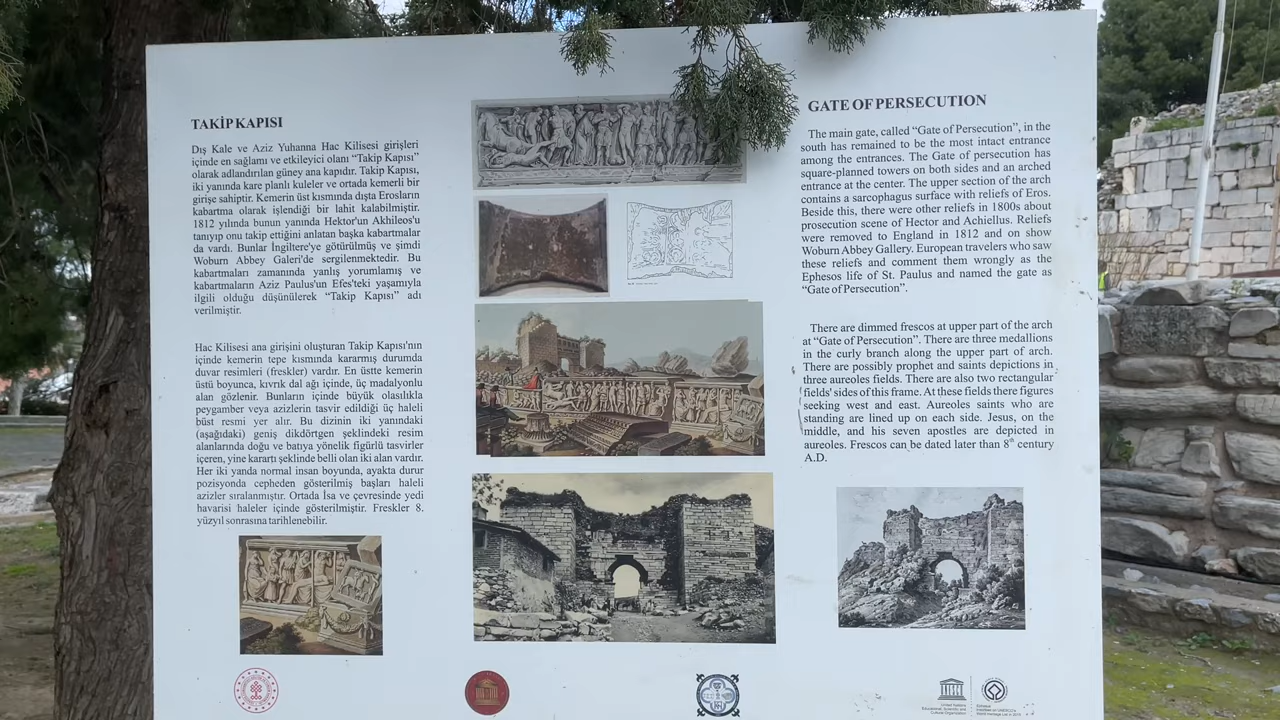 TAKİP KAPISI
Dış Kale ve Aziz Yuhanna Hac Kilisesi girişleri
içinde en sağlamı ve etkileyici olanı “Takip Kapısı”
olarak adlandırılan güney ana kapıdır. Takip Kapısı,
iki yanında kare planlı kuleler ve ortada kemerli bir
girişe sahiptir. Kemerin üst kısmında dışta Erosların
kabartma olarak işlendiği bir lahit kalabilmiştir.
1812 yılında bunun yanında Hektor'un Akhileos'u
tanıyıp onu takip ettiğini anlatan başka kabartmalar
da vardı. Bunlar İngiltere'ye götürülmüş ve şimdi
Woburn Abbey Galeri'de sergilenmektedir. Bu
kabartmaları zamanında yanlış yorumlamış ve
kabartmaların Aziz Paulus'un Efes'teki yaşamıyla
ilgili olduğu düşünülerek “Takip Kapısı” adı
verilmiştir.
Hac Kilisesi ana girişini oluşturan Takip Kapısı'nın
içinde kemerin tepe kısmında kararmış durumda
duvar resimleri (freskler) vardır. En üstte kemerin
üstü boyunca, kıvrık dal ağı içinde, üç madalyonlu
alan gözlenir. Bunların içinde büyük olasılıkla
peygamber veya azizlerin tasvir edildiği üç haleli
büst resmi yer alır. Bu dizinin iki yanındaki
(aşağıdaki) geniş dikdörtgen şeklindeki resim
alanlarında doğu ve batıya yönelik figürlü tasvirler
içeren, yine karartı şeklinde belli olan iki alan vardır.
Her iki yanda normal insan boyunda, ayakta durur
pozisyonda cepheden gösterilmiş başları haleli
azizler sıralanmıştır. Ortada İsa ve çevresinde yedi
havarisi haleler içinde gösterilmiştir. Freskler 8.
yüzyıl sonrasına tarihlenebilir.
GATE OF PERSECUTION
The main gate, called “Gate of Persecution”, in the
south has remained to be the most intact entrance
among the entrances. The Gate of persecution has
square-planned towers on both sides and an arched
entrance at the center. The upper section of the arch
contains a sarcophagus surface with reliefs of Eros.
Beside this, there were other reliefs in 1800s about
prosecution scene of Hector and Achiellus. Reliefs
were removed to England in 1812 and on show
Woburn Abbey Gallery. European travelers who saw
these reliefs and comment them wrongly as the
Ephesos life of St. Paulus and named the gate as
“Gate of Persecution”.
There are dimmed frescos at upper part of the arch
at “Gate of Persecution”. There are three medallions
in the curly branch along the upper part of arch.
There are possibly prophet and saints depictions in
three aureoles fields. There are also two rectangular
fields' sides of this frame. At these fields there figures
seeking west and east. Aureoles saints who are
standing are lined up on each side. Jesus, on the
middle, and his seven apostles are depicted in
aureoles. Frescos can be dated later than 8th century
A.D.
United Nations
Educational, Scientific and
Cultural Organization
Ephesus
World Heritage List in 2015